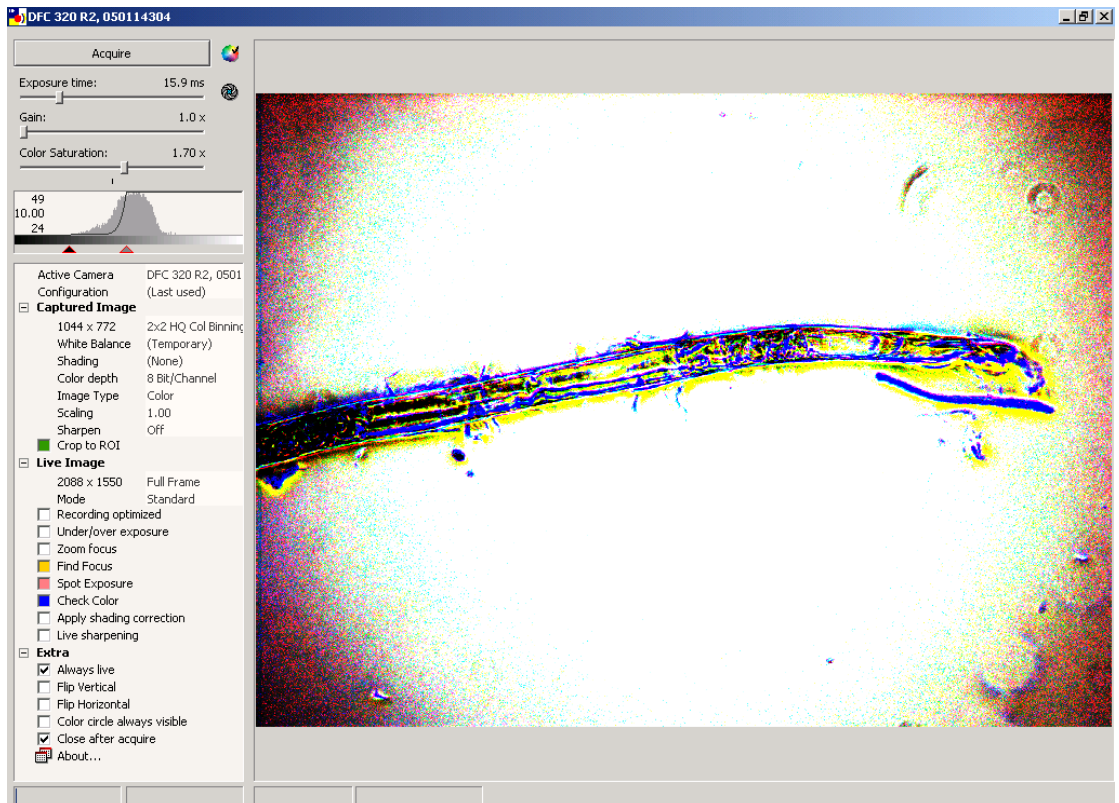 DFC 320 R2, 050114304
Acquire
Exposure time: 15.9 ms
Gain: 1.0 x
Color Saturation: 1.70 x
49
10.00
24
Active Camera DFC 320 R2, 0501
Configuration (Last used)
Captured Image
1044 x 772 2x2 HQ Col Binning
White Balance (Temporary)
Shading (None)
Color depth 8 Bit/Channel
Image Type Color
Scaling 1.00
Sharpen Off
Crop to ROI
Live Image
2088 x 1550 Full Frame
Mode Standard
Recording optimized
Under/over exposure
Zoom focus
Find Focus
Spot Exposure
Check Color
Apply shading correction
Live sharpening
Extra
Always live
Flip Vertical
Flip Horizontal
Color circle always visible
Close after acquire
About...